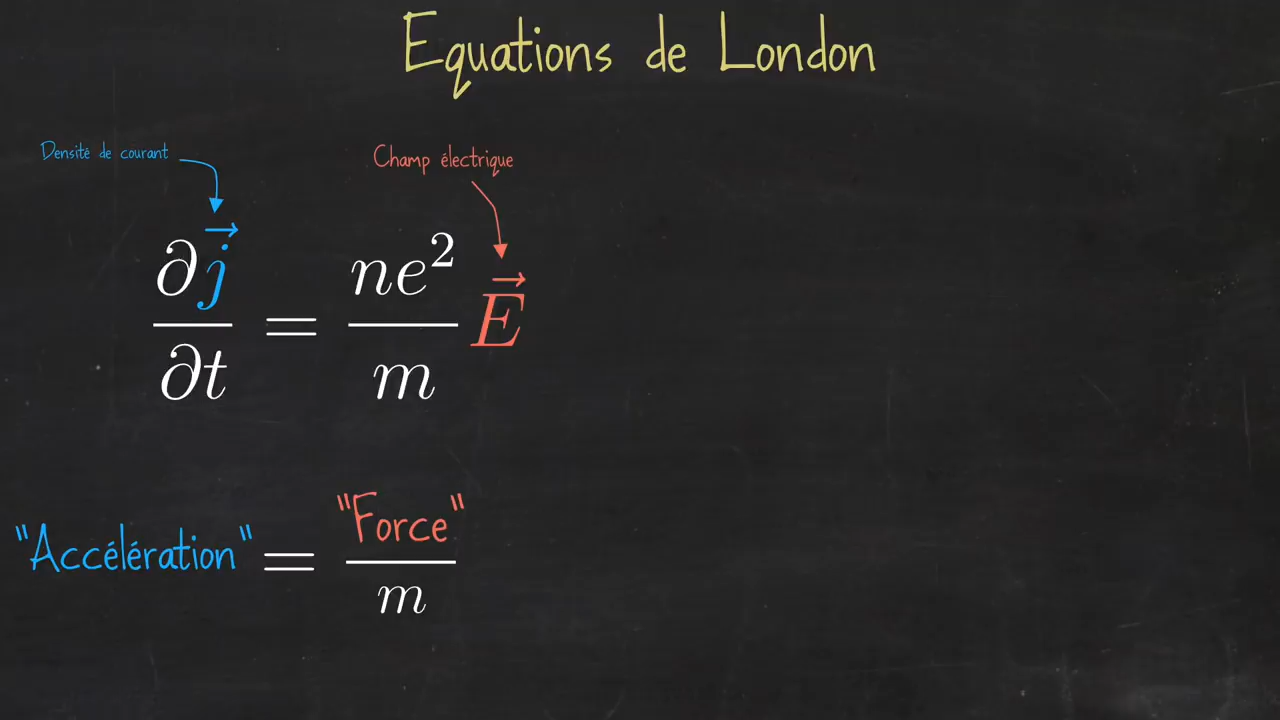 Equations de London
Densité de courant
Champ électrique
∂j⃗/∂t = ne²/m E⃗
"Accélération" = "Force"/m